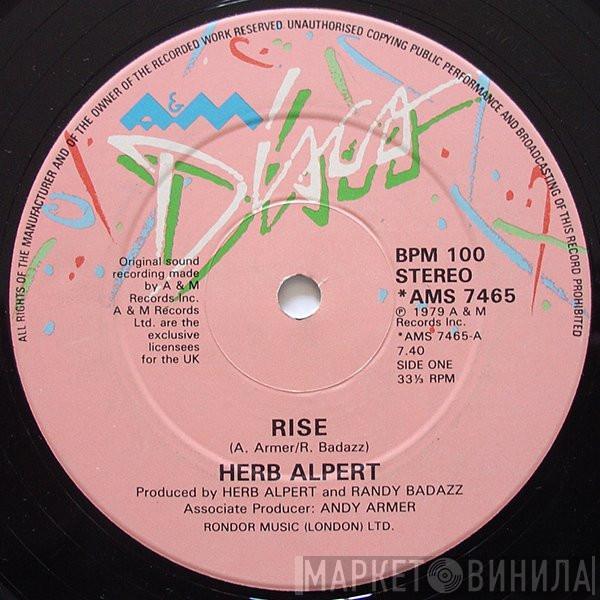 ALL RIGHTS OF THE MANUFACTURER AND OF THE OWNER OF THE RECORDED WORK RESERVED. UNAUTHORISED COPYING PUBLIC PERFORMANCE AND BROADCASTING OF THIS RECORD PROHIBITED
A&M
Disco
Original sound
recording made
by A & M
Records Inc.
A & M Records
Ltd. are the
exclusive
licensees
for the UK
BPM 100
STEREO
*AMS 7465
℗ 1979 A & M
Records Inc.
*AMS 7465-A
7.40
SIDE ONE
33⅓ RPM
RISE
(A. Armer/R. Badazz)
HERB ALPERT
Produced by HERB ALPERT and RANDY BADAZZ
Associate Producer: ANDY ARMER
RONDOR MUSIC (LONDON) LTD.
МАРКЕТ ВИНИЛА